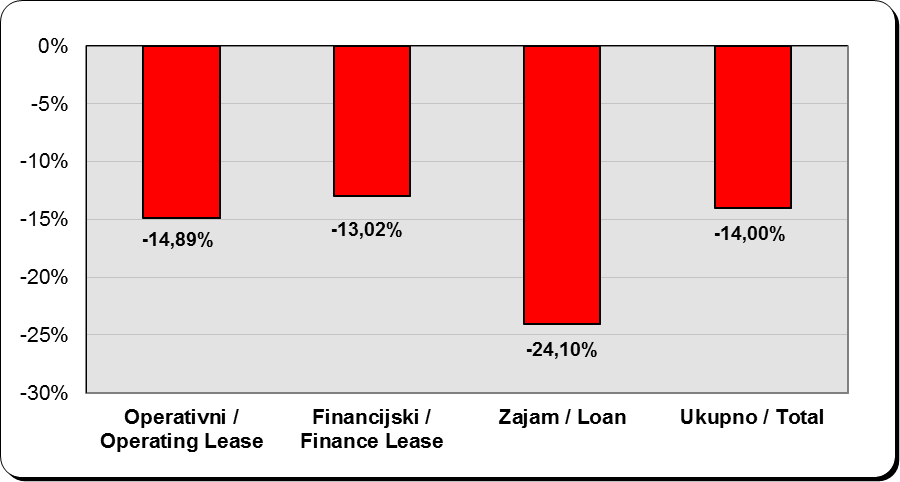 0%
-5%
-10%
-15%
-20%
-25%
-30%
-14,89%
-13,02%
-24,10%
-14,00%
Operativni /
Operating Lease
Financijski /
Finance Lease
Zajam / Loan
Ukupno / Total